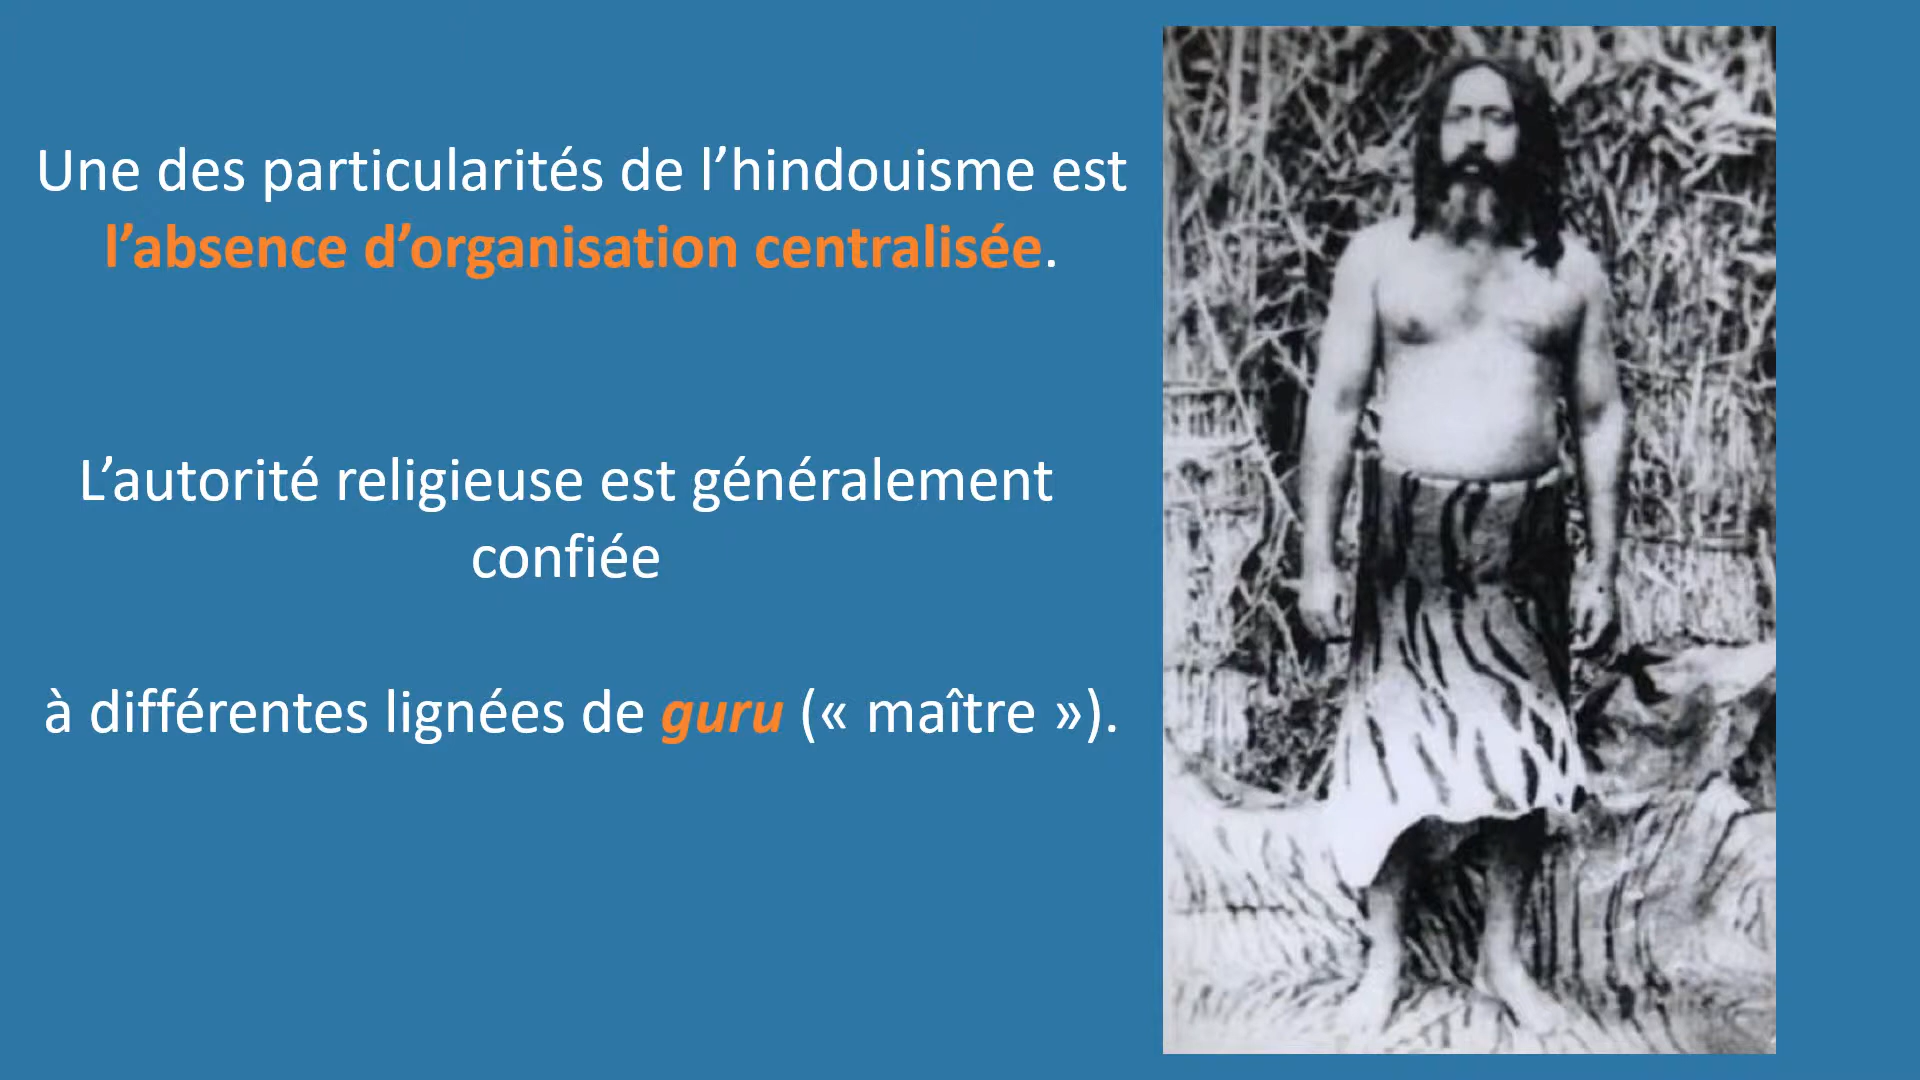 Une des particularités de l’hindouisme est
l’absence d’organisation centralisée.
L’autorité religieuse est généralement
confiée
à différentes lignées de guru (« maître »).